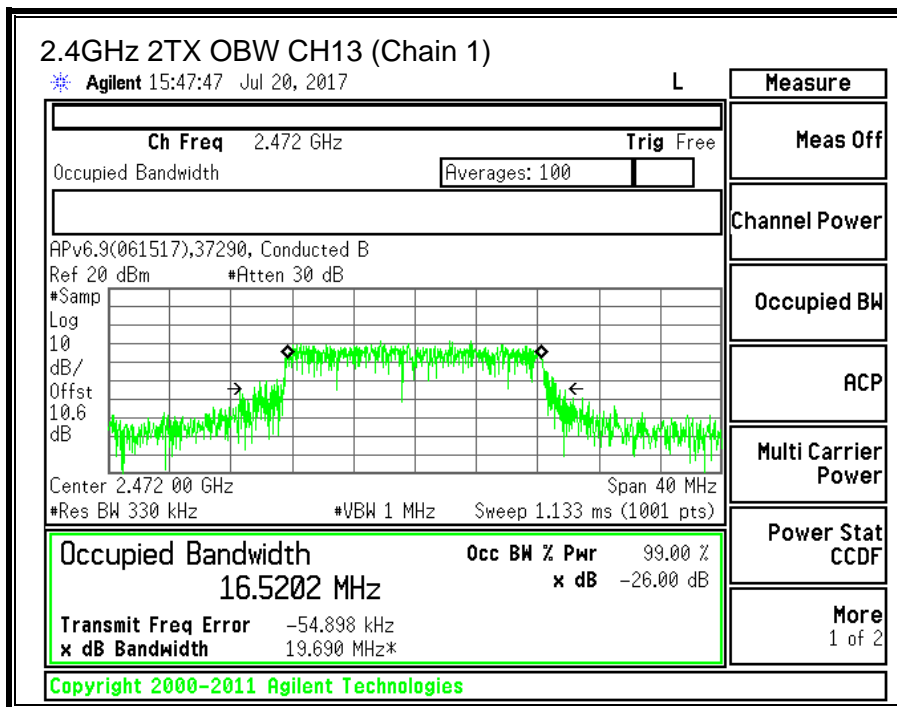 2.4GHz 2TX OBW CH13 (Chain 1)
Agilent 15:47:47 Jul 20, 2017 L
Measure
Meas Off
Channel Power
Occupied BW
ACP
Multi Carrier
Power
Power Stat
CCDF
More
1 of 2
Ch Freq 2.472 GHz Trig Free
Occupied Bandwidth Averages: 100
APv6.9(061517),37290, Conducted B
Ref 20 dBm #Atten 30 dB
#Samp
Log
10
dB/
Offst
10.6
dB
Center 2.472 00 GHz Span 40 MHz
#Res BW 330 kHz #VBW 1 MHz Sweep 1.133 ms (1001 pts)
Occupied Bandwidth Occ BW % Pwr 99.00 %
16.5202 MHz x dB -26.00 dB
Transmit Freq Error -54.898 kHz
x dB Bandwidth 19.690 MHz*
Copyright 2000-2011 Agilent Technologies